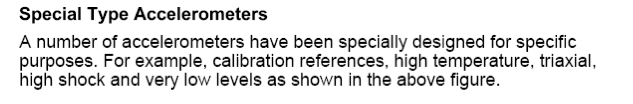 Special Type Accelerometers
A number of accelerometers have been specially designed for specific
purposes. For example, calibration references, high temperature, triaxial,
high shock and very low levels as shown in the above figure.